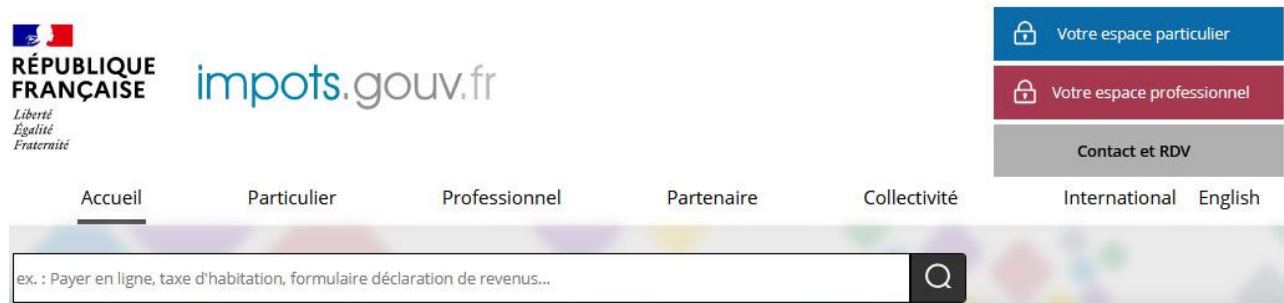 RÉPUBLIQUE
FRANÇAISE
Liberté
Égalité
Fraternité
impots.gouv.fr
Votre espace particulier
Votre espace professionnel
Contact et RDV
Accueil Particulier Professionnel Partenaire Collectivité International English
ex. : Payer en ligne, taxe d'habitation, formulaire déclaration de revenus...